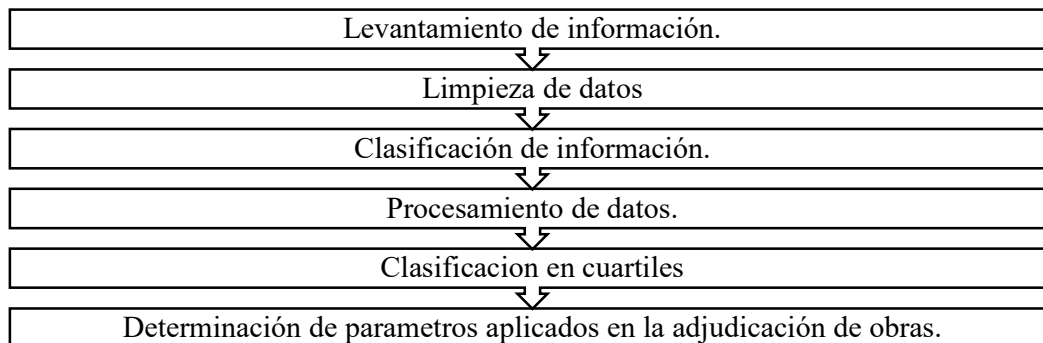 Levantamiento de información.
Limpieza de datos
Clasificación de información.
Procesamiento de datos.
Clasificacion en cuartiles
Determinación de parametros aplicados en la adjudicación de obras.